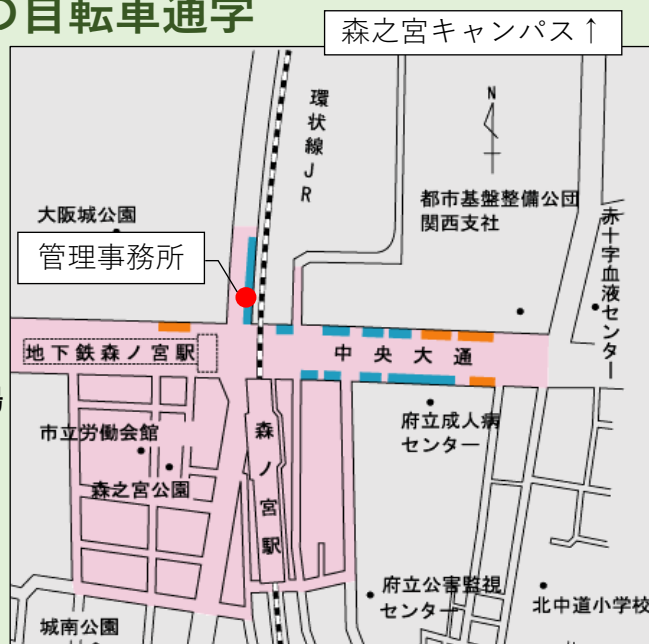 の自転車通学
森之宮キャンパス↑
環状線JR
N
都市基盤整備公団
関西支社
大阪城公園
赤十字血液センター
管理事務所
地下鉄森ノ宮駅
中央大通
市立労働会館
府立成人病
センター
森ノ宮駅
森之宮公園
府立公害監視
センター
北中道小学校
城南公園